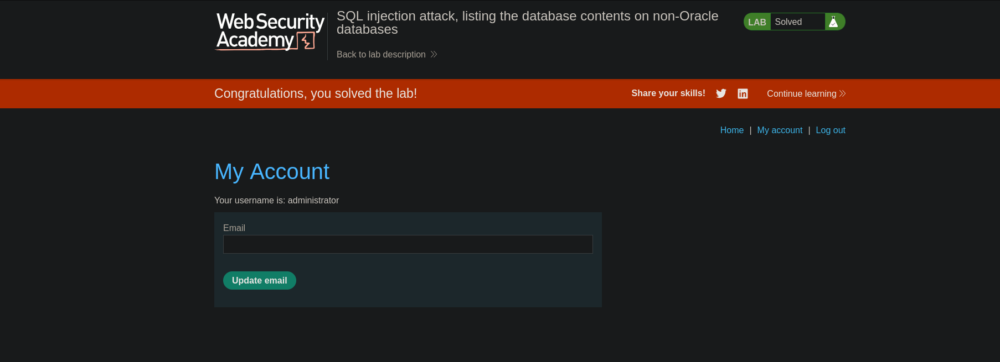 Web Security
Academy
SQL injection attack, listing the database contents on non-Oracle
databases
Back to lab description
LAB Solved
Congratulations, you solved the lab!
Share your skills!
Continue learning
Home | My account | Log out
My Account
Your username is: administrator
Email
Update email